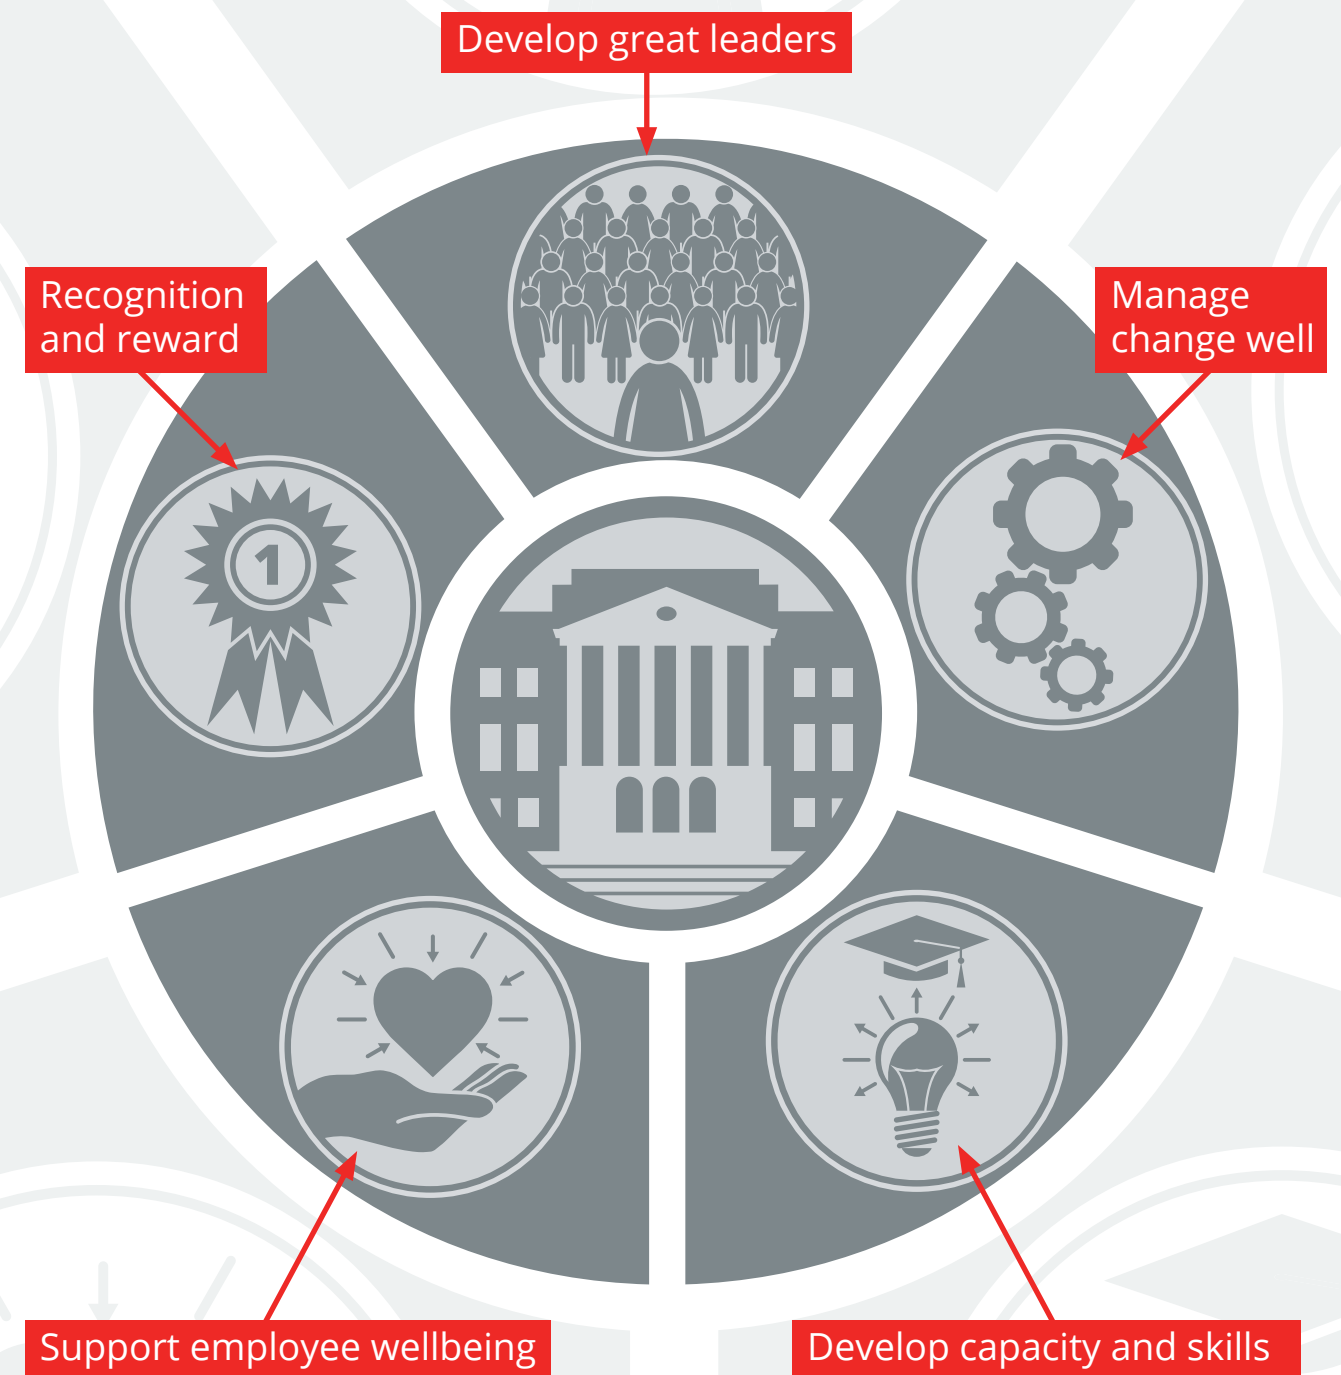 Develop great leaders
Recognition
and reward
Manage
change well
1
Support employee wellbeing
Develop capacity and skills